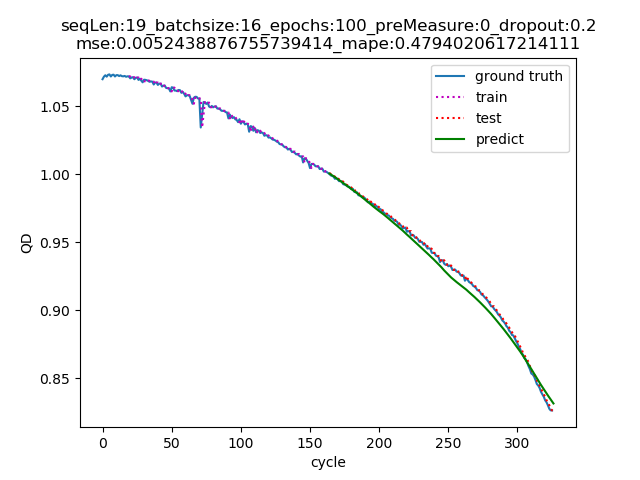 seqLen:19_batchsize:16_epochs:100_preMeasure:0_dropout:0.2
mse:0.0052438876755739414_mape:0.4794020617214111
ground truth
train
test
predict
1.05
1.00
0.95
0.90
0.85
QD
0 50 100 150 200 250 300
cycle